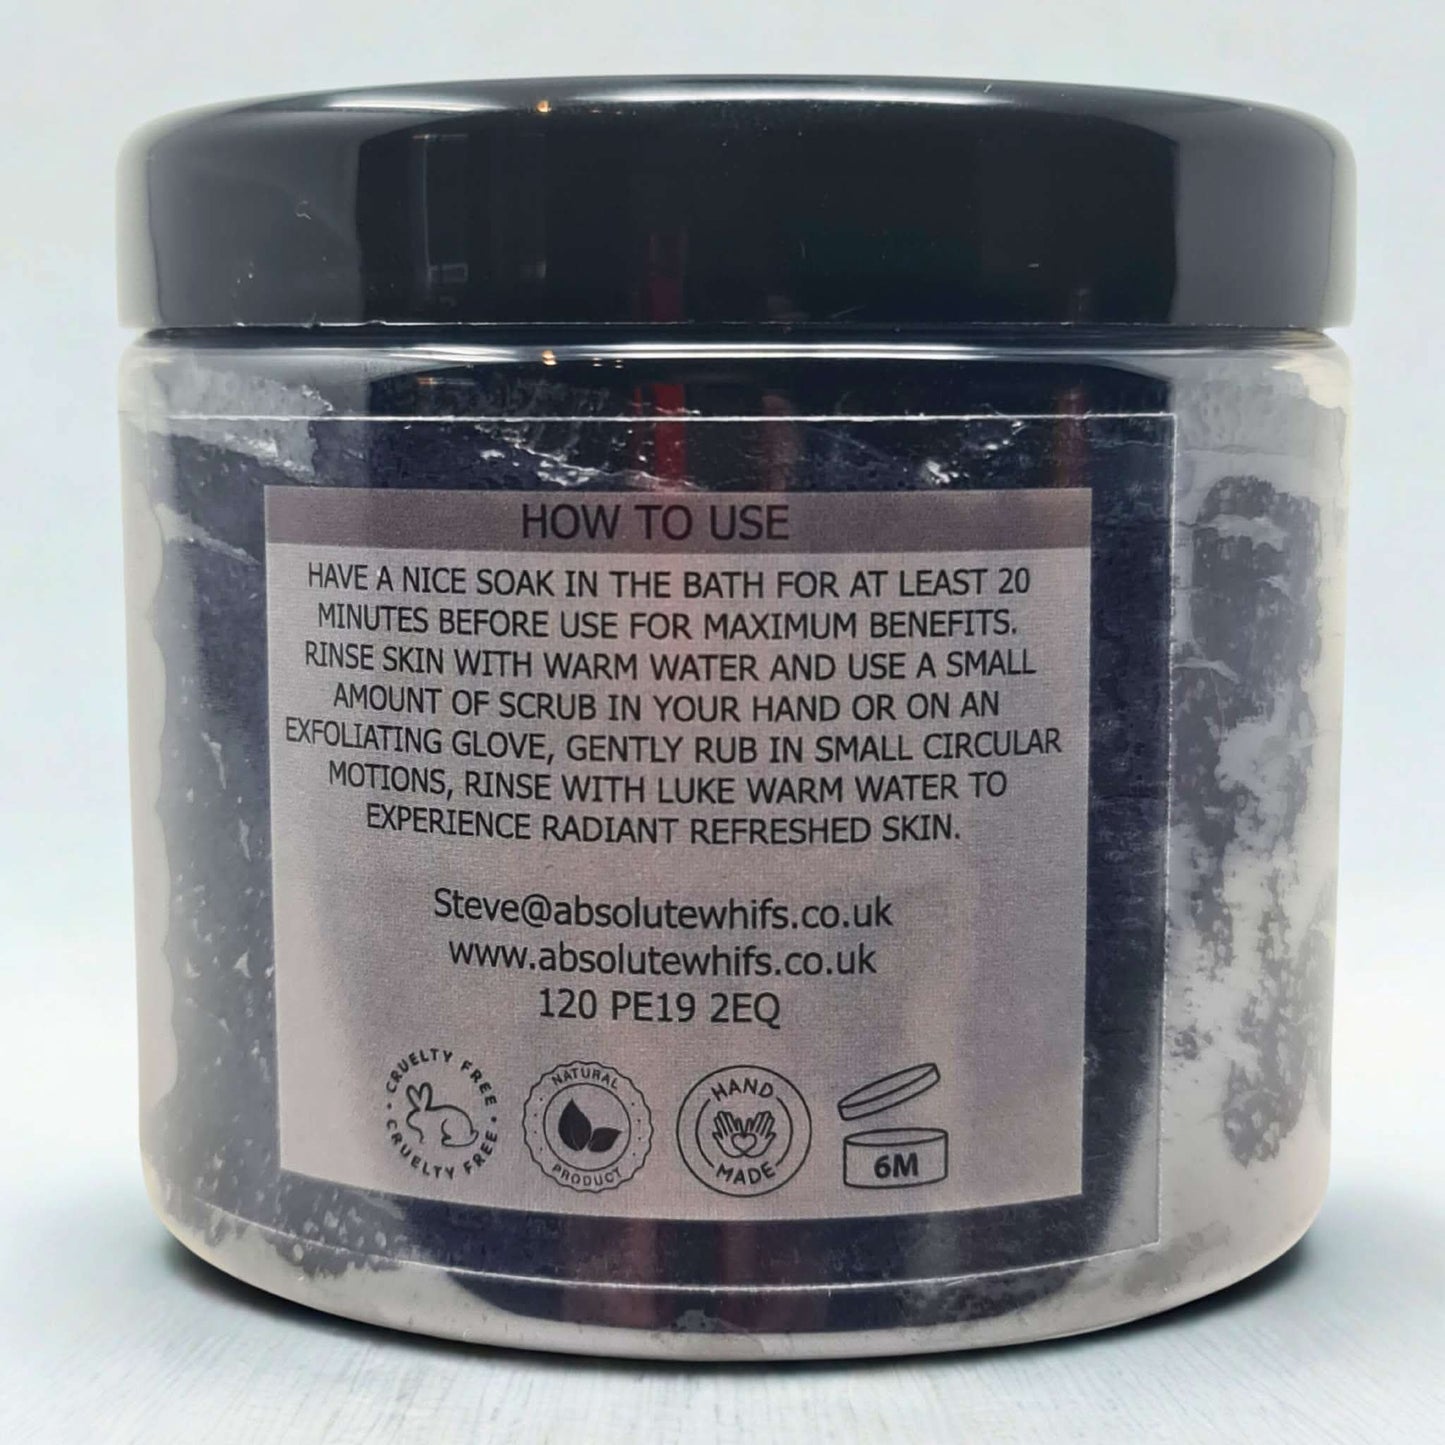 HOW TO USE
HAVE A NICE SOAK IN THE BATH FOR AT LEAST 20
MINUTES BEFORE USE FOR MAXIMUM BENEFITS.
RINSE SKIN WITH WARM WATER AND USE A SMALL
AMOUNT OF SCRUB IN YOUR HAND OR ON AN
EXFOLIATING GLOVE, GENTLY RUB IN SMALL CIRCULAR
MOTIONS, RINSE WITH LUKE WARM WATER TO
EXPERIENCE RADIANT REFRESHED SKIN.
Steve@absolutewhifs.co.uk
www.absolutewhifs.co.uk
120 PE19 2EQ
CRUELTY FREE
CRUELTY FREE
NATURAL
PRODUCT
HAND
MADE
6M